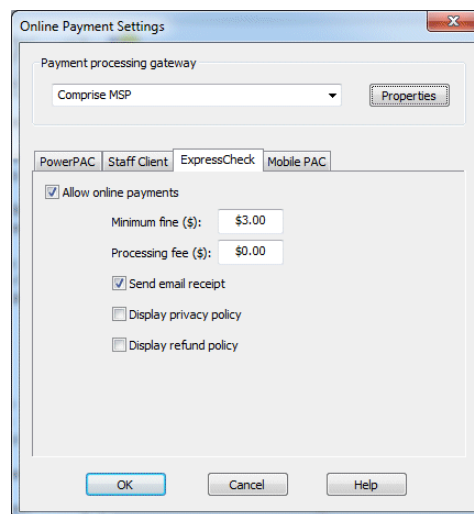 Online Payment Settings
Payment processing gateway
Comprise MSP
Properties
PowerPAC Staff Client ExpressCheck Mobile PAC
Allow online payments
Minimum fine ($): $3.00
Processing fee ($): $0.00
Send email receipt
Display privacy policy
Display refund policy
OK Cancel Help